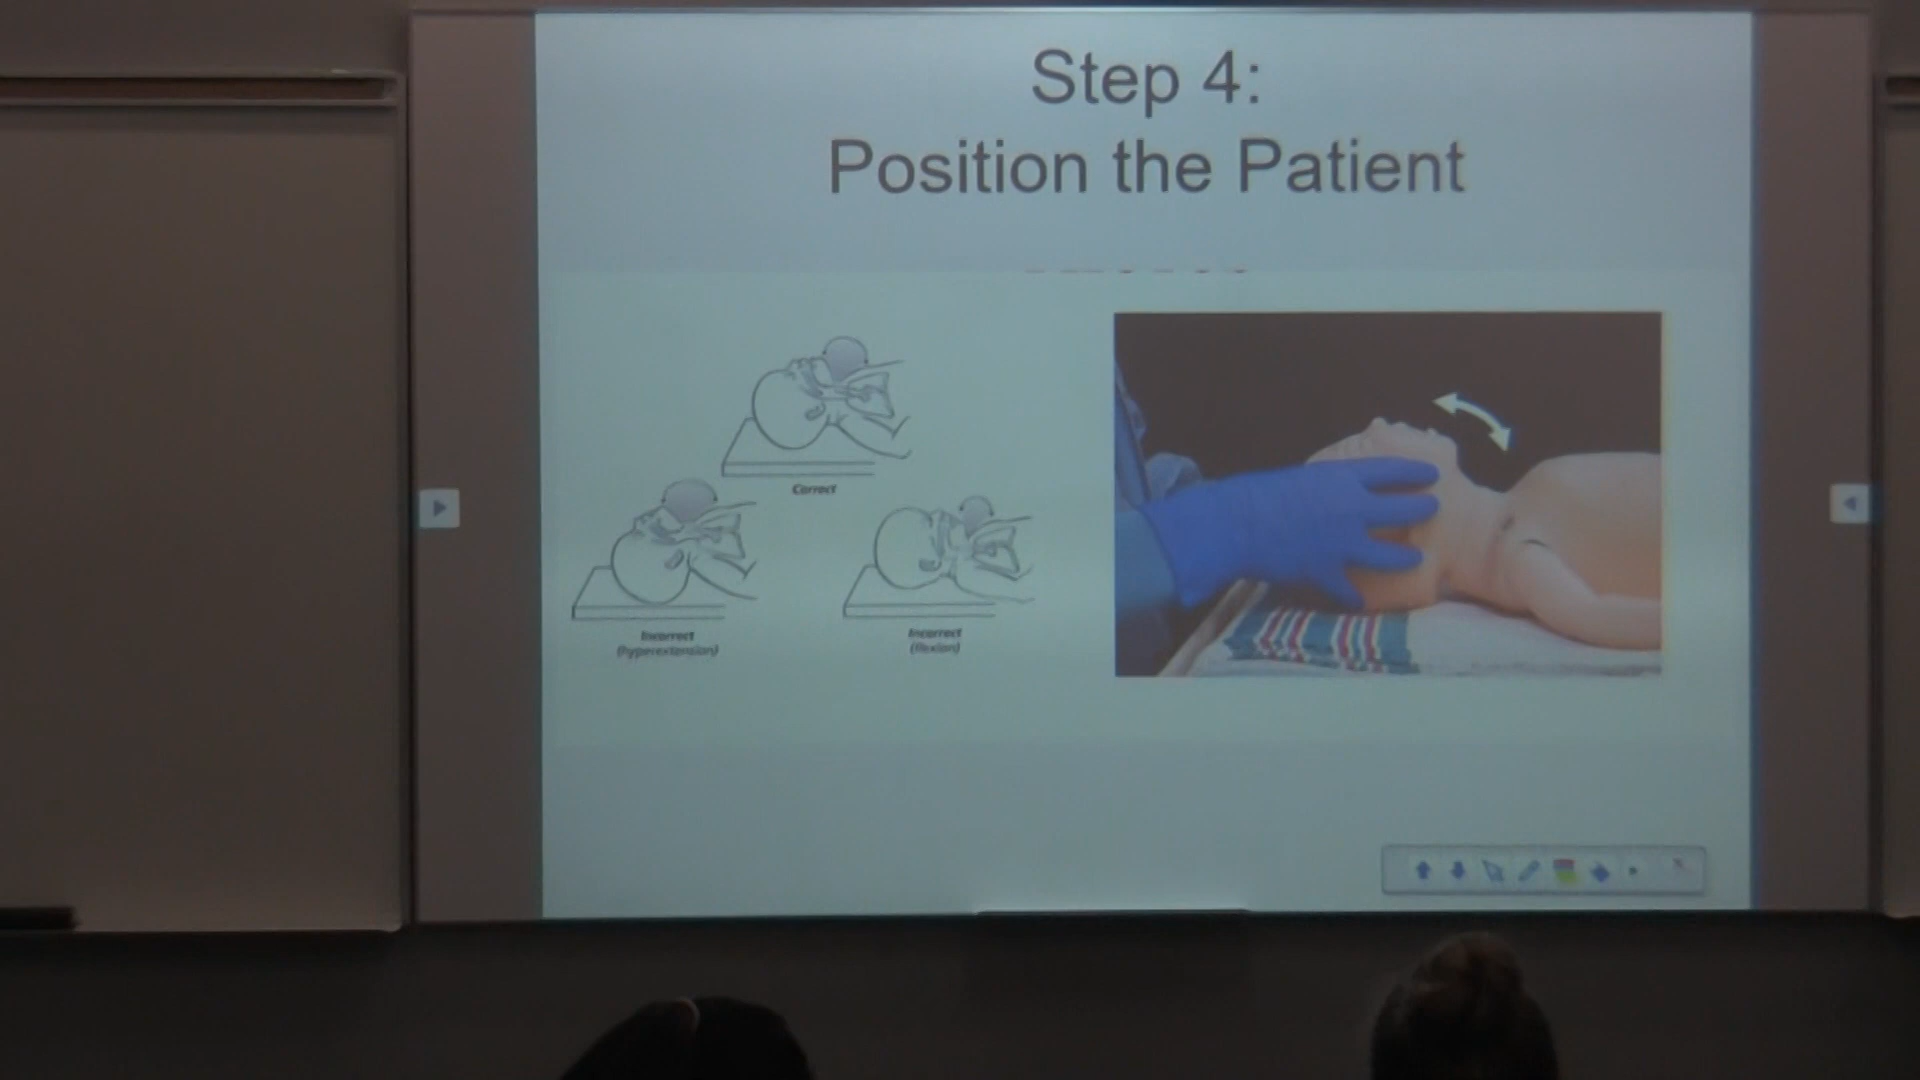 Step 4:
Position the Patient
Correct
Incorrect
(hyperextension)
Incorrect
(flexion)